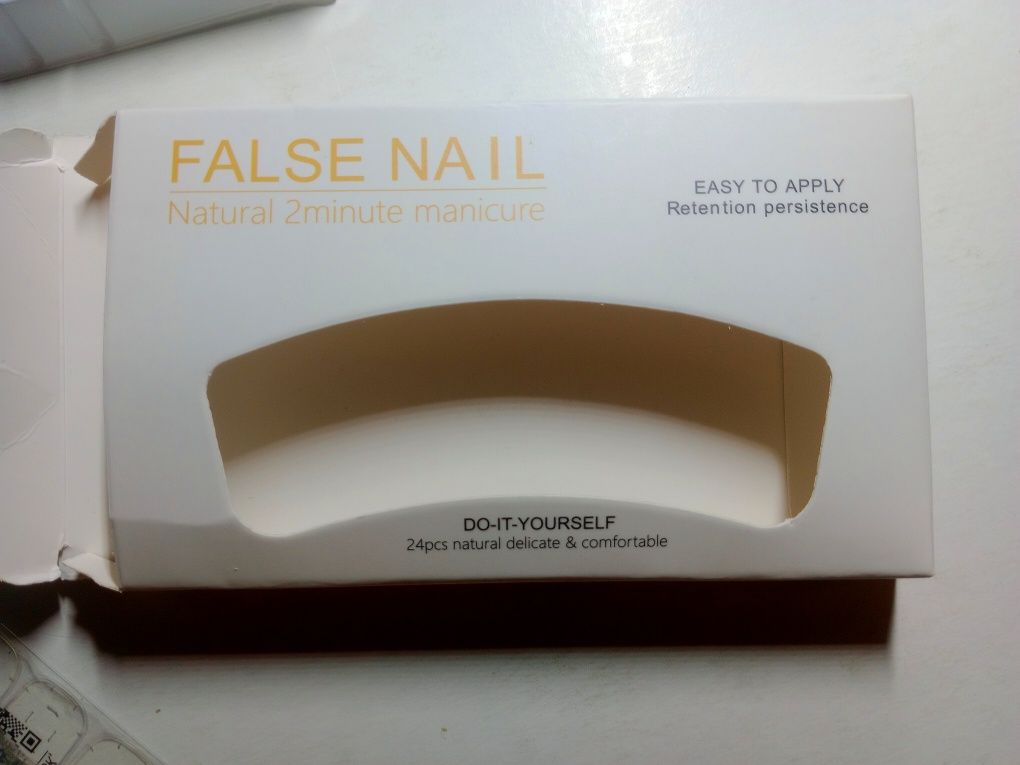 FALSE NAIL
Natural 2minute manicure
EASY TO APPLY
Retention persistence
DO-IT-YOURSELF
24pcs natural delicate & comfortable